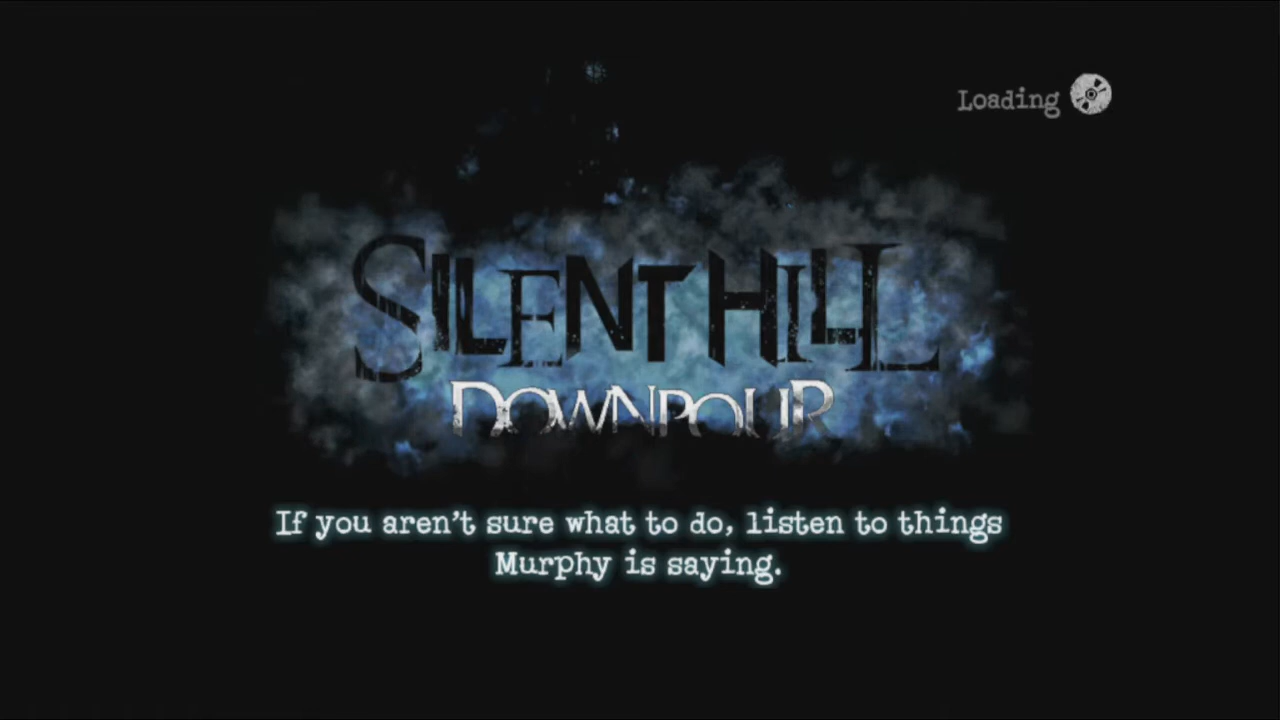 Loading
SILENT HILL
DOWNPOUR
If you aren't sure what to do, listen to things
Murphy is saying.